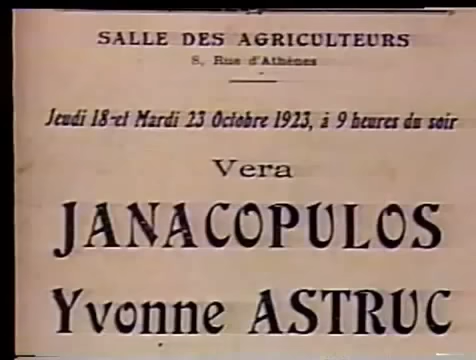 SALLE DES AGRICULTEURS
8, Rue d'Athènes
Jeudi 18 et Mardi 23 Octobre 1923, à 9 heures du soir
Vera
JANACOPULOS
Yvonne ASTRUC